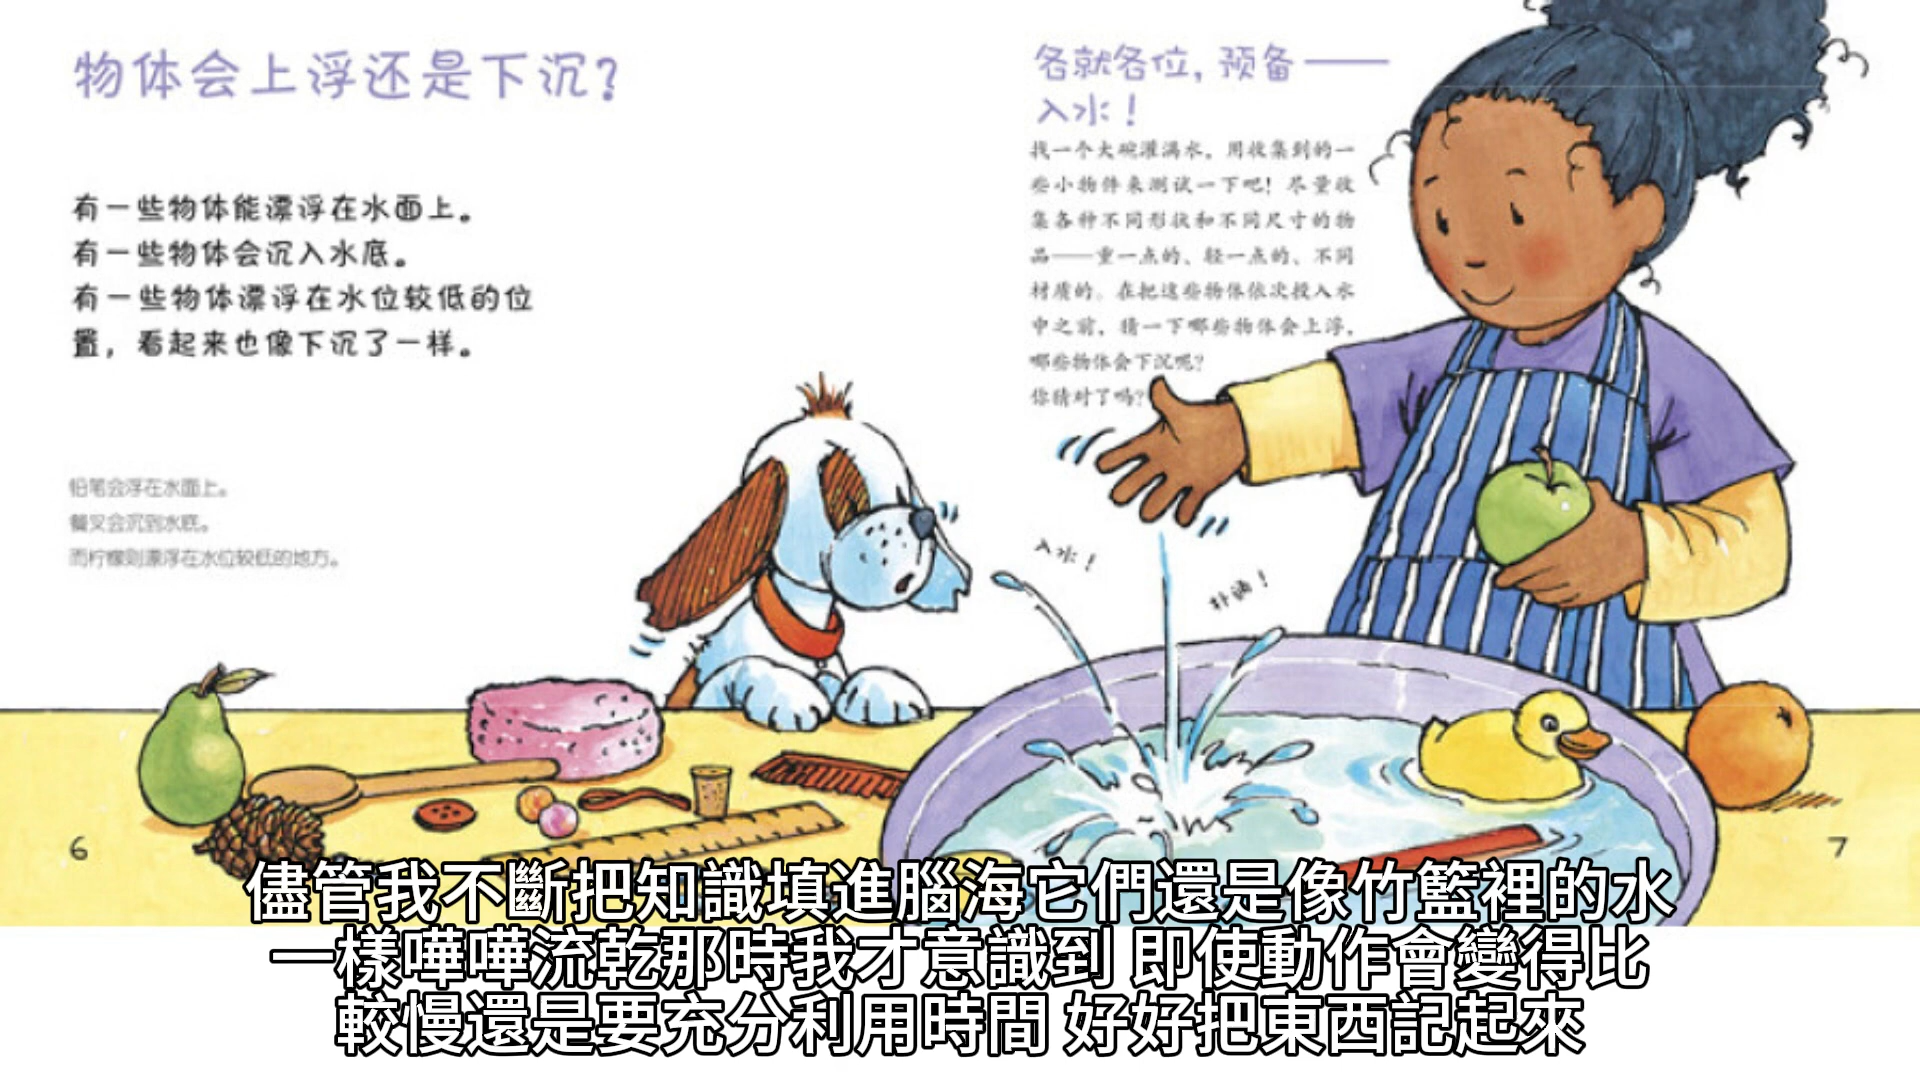 物体会上浮还是下沉？
有一些物体能漂浮在水面上。
有一些物体会沉入水底。
有一些物体漂浮在水位较低的位
置，看起来也像下沉了一样。
铅笔会浮在水面上。
餐叉会沉到水底。
而柠檬则漂浮在水位较低的地方。
6
各就各位，预备——
入水！
找一个大碗灌满水，用收集到的一
些小物件来测试一下吧！尽量收
集各种不同形状和不同尺寸的物
品——重一点的、轻一点的、不同
材质的。在把这些物体依次投入水
中之前，猜一下哪些物体会上浮，
哪些物体会下沉呢？
你猜对了吗？
入水！
扑通！
7
儘管我不斷把知識填進腦海它們還是像竹籃裡的水
一樣嘩嘩流乾那時我才意識到 即使動作會變得比
較慢還是要充分利用時間 好好把東西記起來